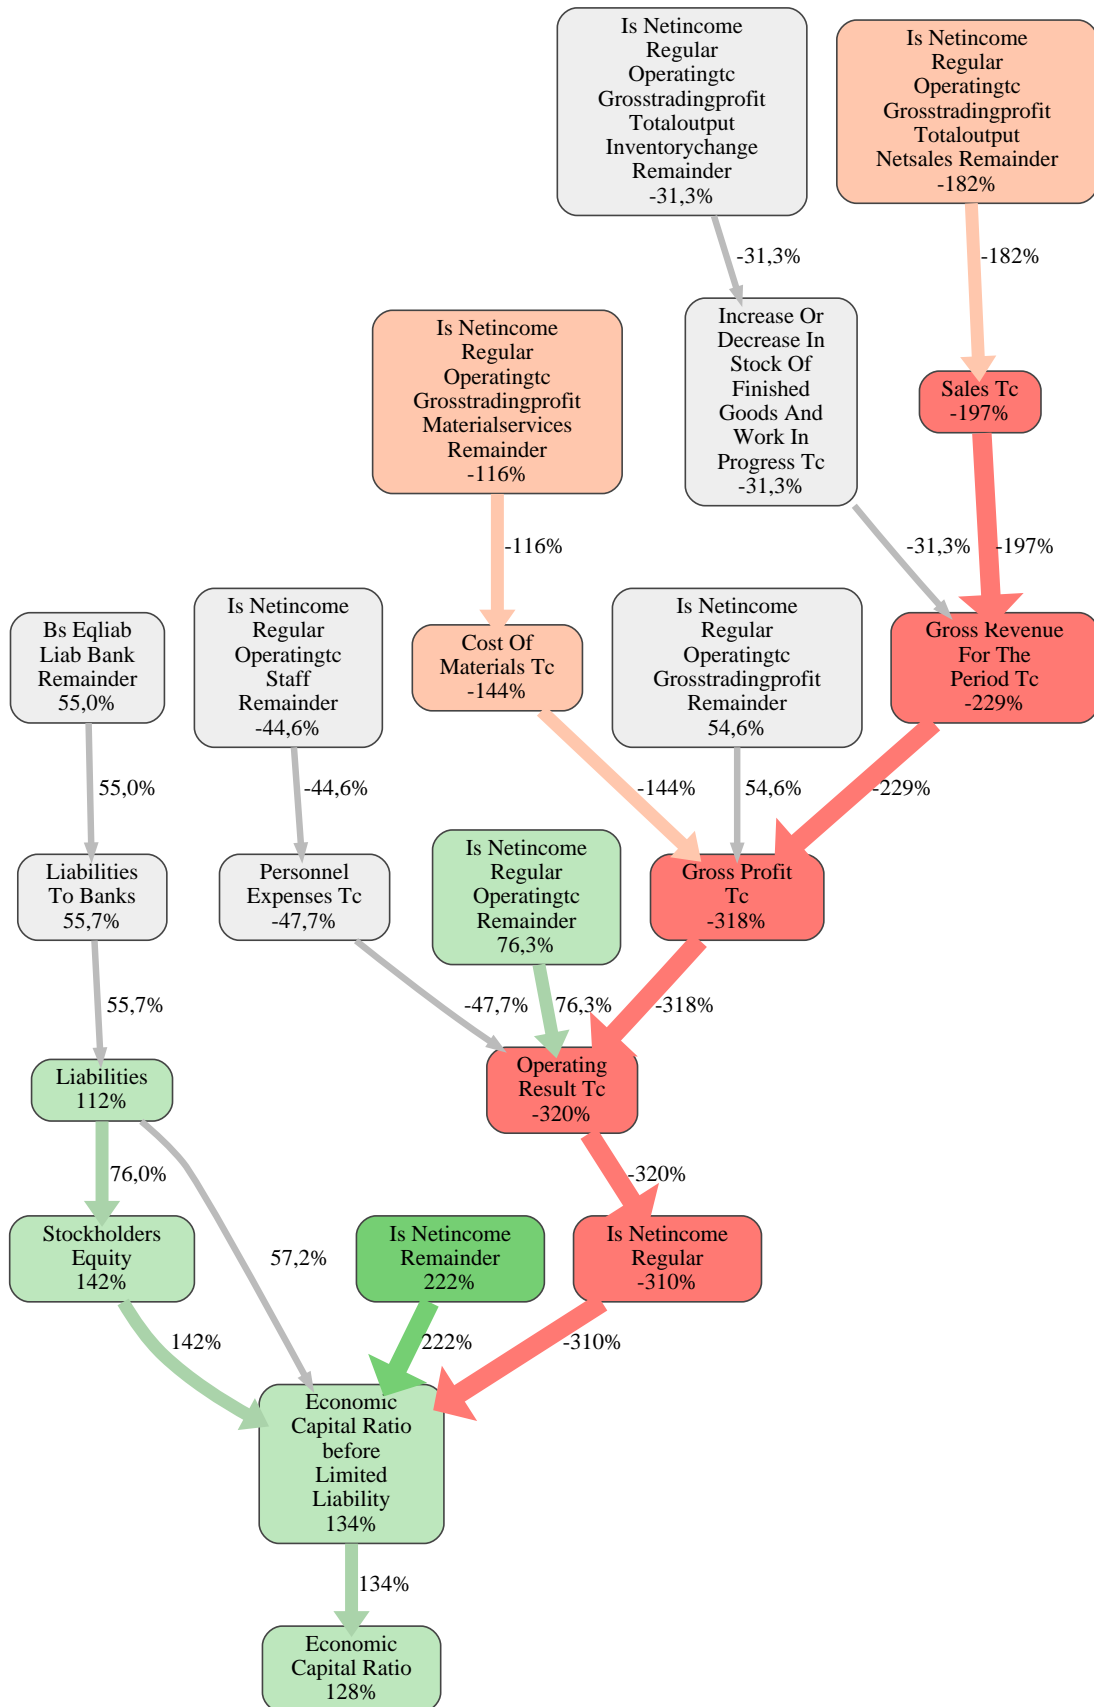 Is Netincome
Regular
Operatingtc
Grosstradingprofit
Totaloutput
Inventorychange
Remainder
-31,3%
Is Netincome
Regular
Operatingtc
Grosstradingprofit
Totaloutput
Netsales Remainder
-182%
-31,3%
-182%
Is Netincome
Regular
Operatingtc
Grosstradingprofit
Materialservices
Remainder
-116%
Increase Or
Decrease In
Stock Of
Finished
Goods And
Work In
Progress Tc
-31,3%
Sales Tc
-197%
-116%
-31,3%
-197%
Bs Eqliab
Liab Bank
Remainder
55,0%
Is Netincome
Regular
Operatingtc
Staff
Remainder
-44,6%
Cost Of
Materials Tc
-144%
Is Netincome
Regular
Operatingtc
Grosstradingprofit
Remainder
54,6%
Gross Revenue
For The
Period Tc
-229%
55,0%
-44,6%
-144%
54,6%
-229%
Liabilities
To Banks
55,7%
Personnel
Expenses Tc
-47,7%
Is Netincome
Regular
Operatingtc
Remainder
76,3%
Gross Profit
Tc
-318%
55,7%
-47,7%
76,3%
-318%
Liabilities
112%
Operating
Result Tc
-320%
76,0%
-320%
Stockholders
Equity
142%
57,2%
Is Netincome
Remainder
222%
Is Netincome
Regular
-310%
142%
222%
-310%
Economic
Capital Ratio
before
Limited
Liability
134%
134%
Economic
Capital Ratio
128%